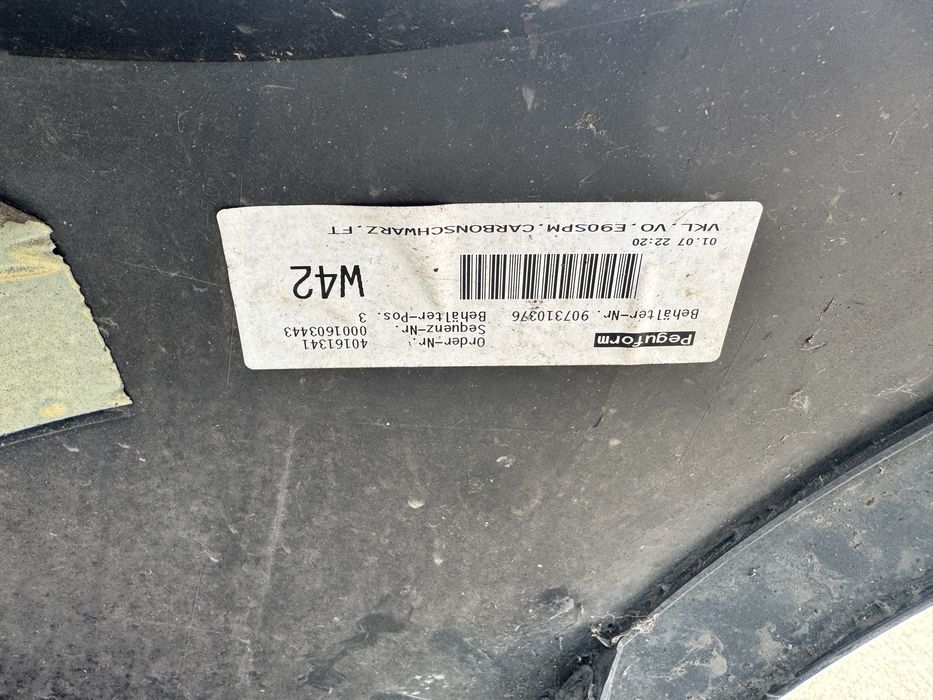 Peguform
Order-Nr. 40161341
Sequenz-Nr. 0001603443
Behälter-Nr. 907310376 Behälter-Pos. 3
W42
01.07 22:20
VKL.VO.E90SPM.CARBONSCHWARZ.FT